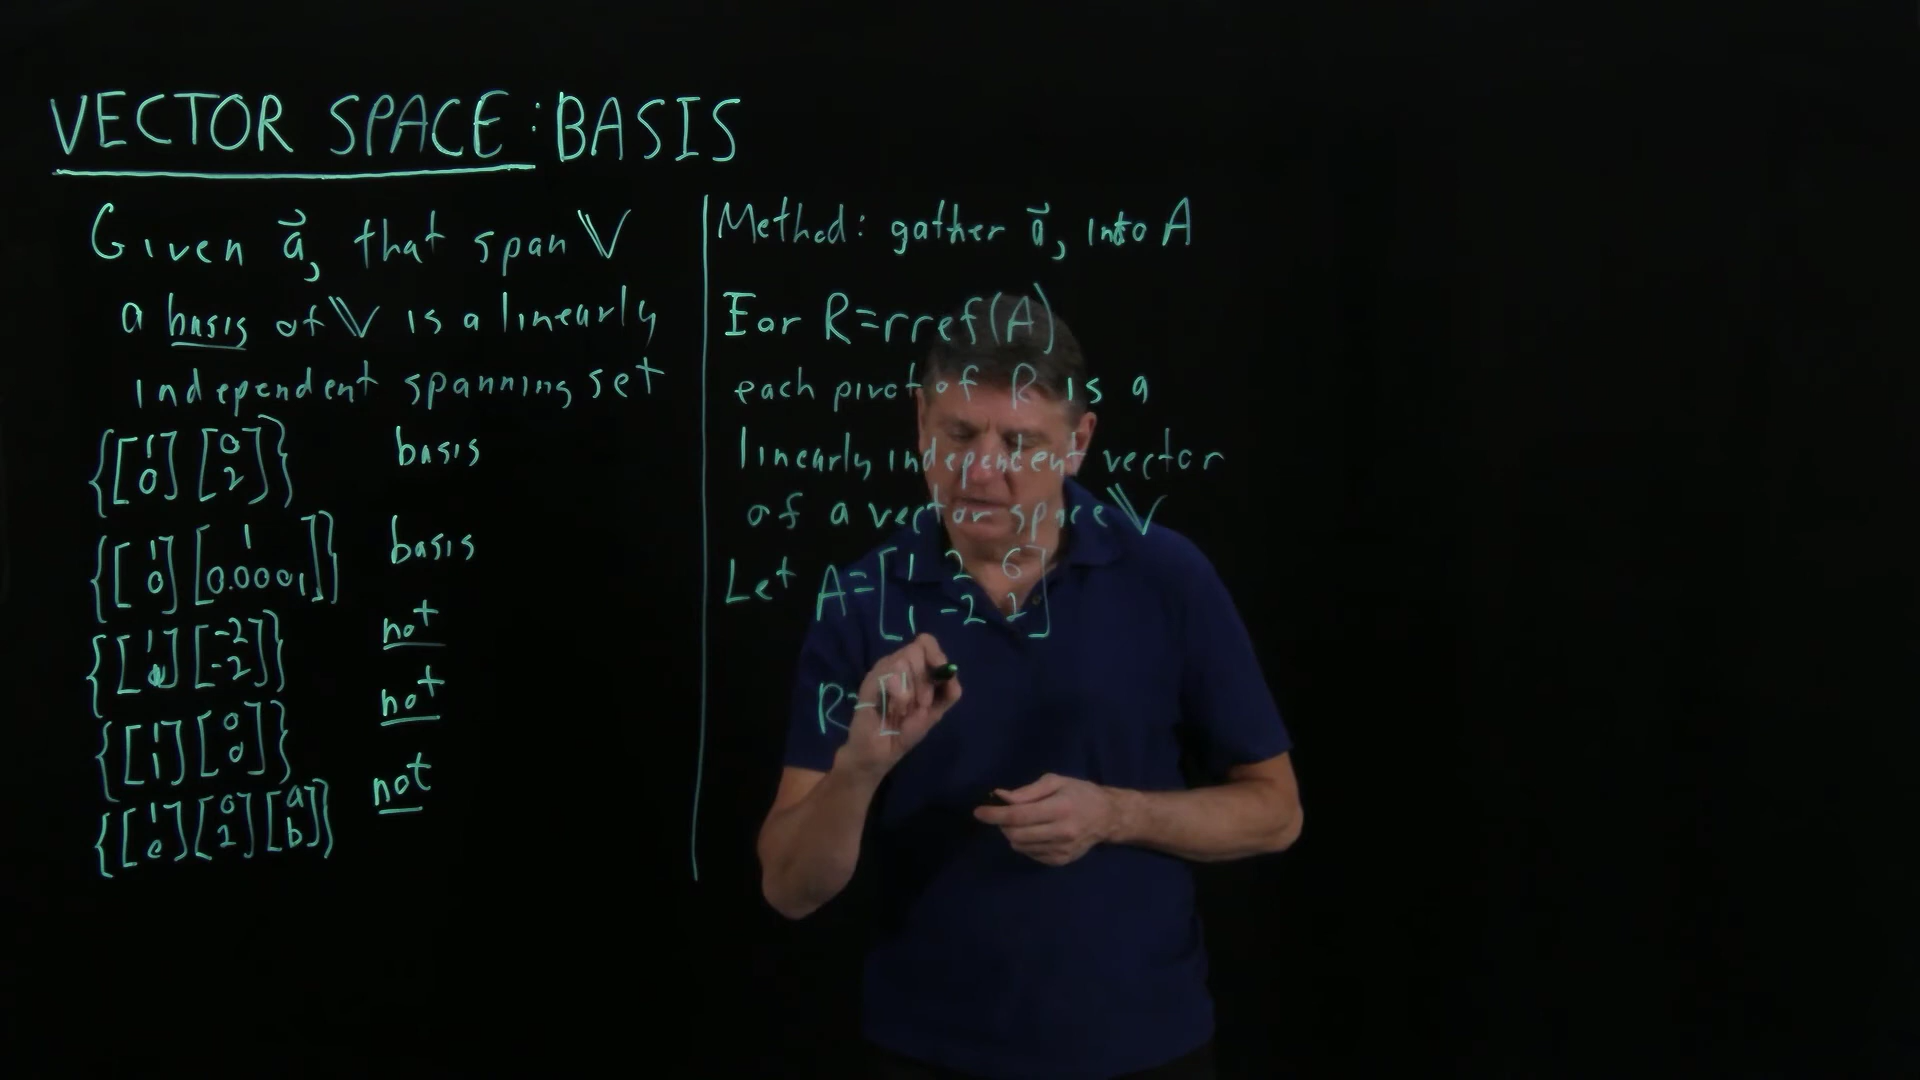 VECTOR SPACE: BASIS
Given a⃗, that span 𝕍
a basis of 𝕍 is a linearly
independent spanning set
{[1 0] [0 2]} basis
{[1 0] [1 0.0001]} basis
{[1 ] [-2 -2]} not
{[1 1] [0 0]} not
{[1 ] [0 1] [a b]} not
Method: gather a⃗, into A
For R=rref(A)
each pivot of R is a
linearly independent vector
of a vector space 𝕍
Let A=[1 2 6
1 -2 2]
R=[1